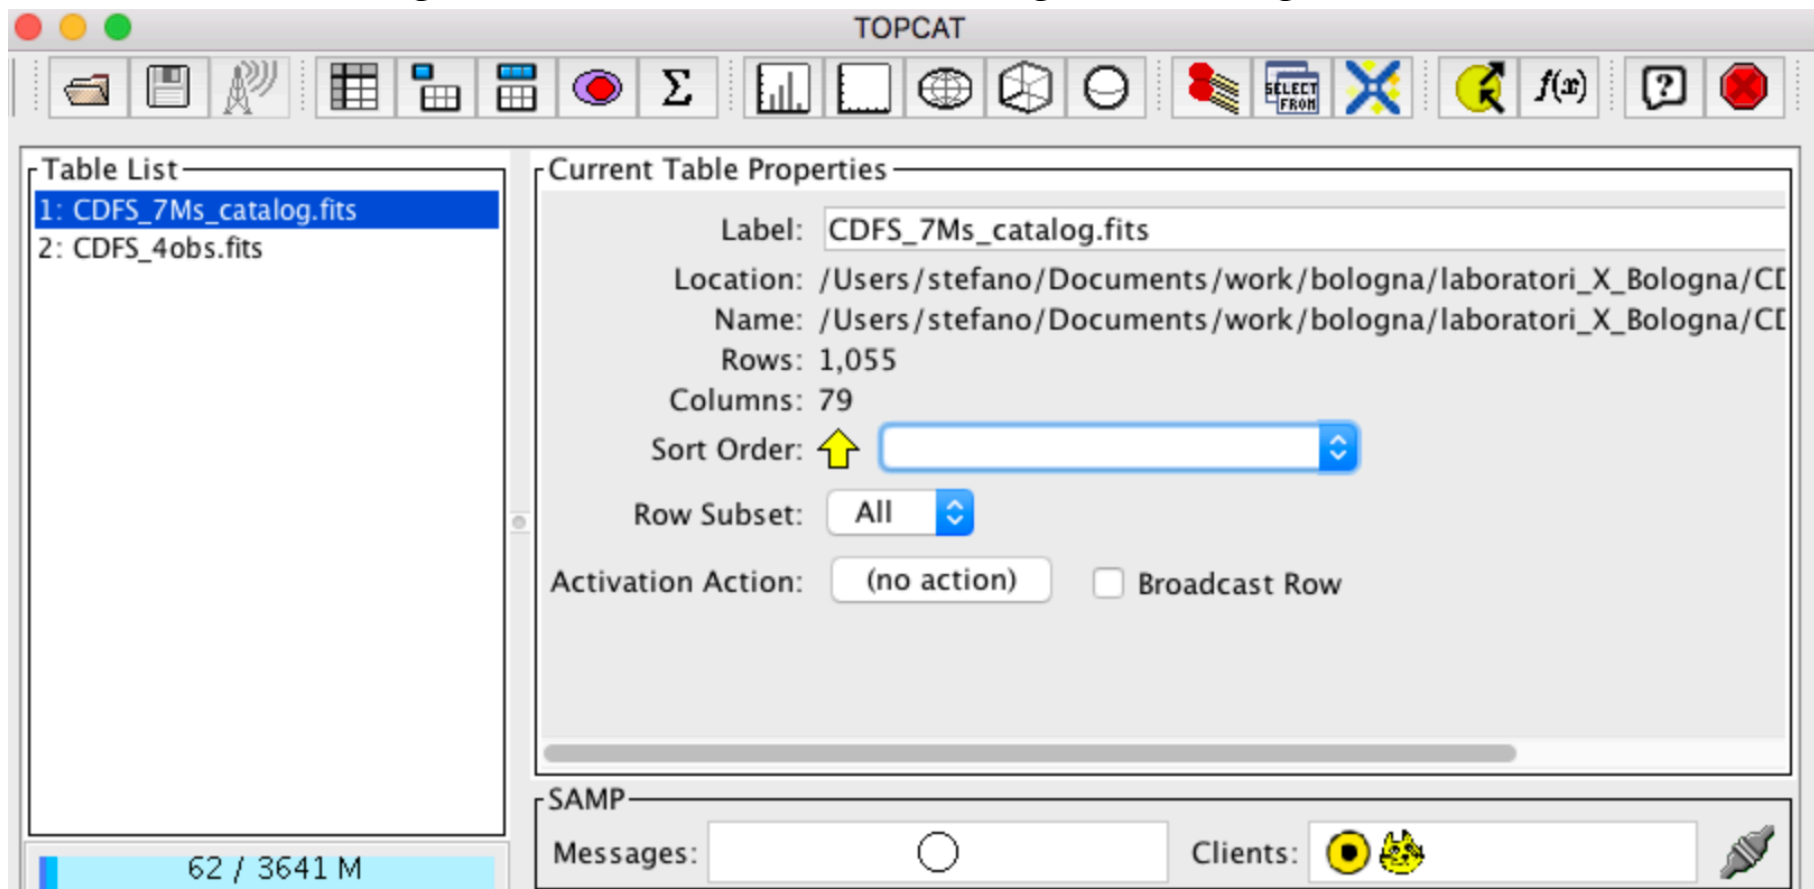 TOPCAT
Σ
SELECT
FROM
f(x)
?
Table List
1: CDFS_7Ms_catalog.fits
2: CDFS_4obs.fits
Current Table Properties
Label: CDFS_7Ms_catalog.fits
Location: /Users/stefano/Documents/work/bologna/laboratori_X_Bologna/CD
Name: /Users/stefano/Documents/work/bologna/laboratori_X_Bologna/CD
Rows: 1,055
Columns: 79
Sort Order:
Row Subset: All
Activation Action: (no action) Broadcast Row
SAMP
Messages: Clients:
62 / 3641 M